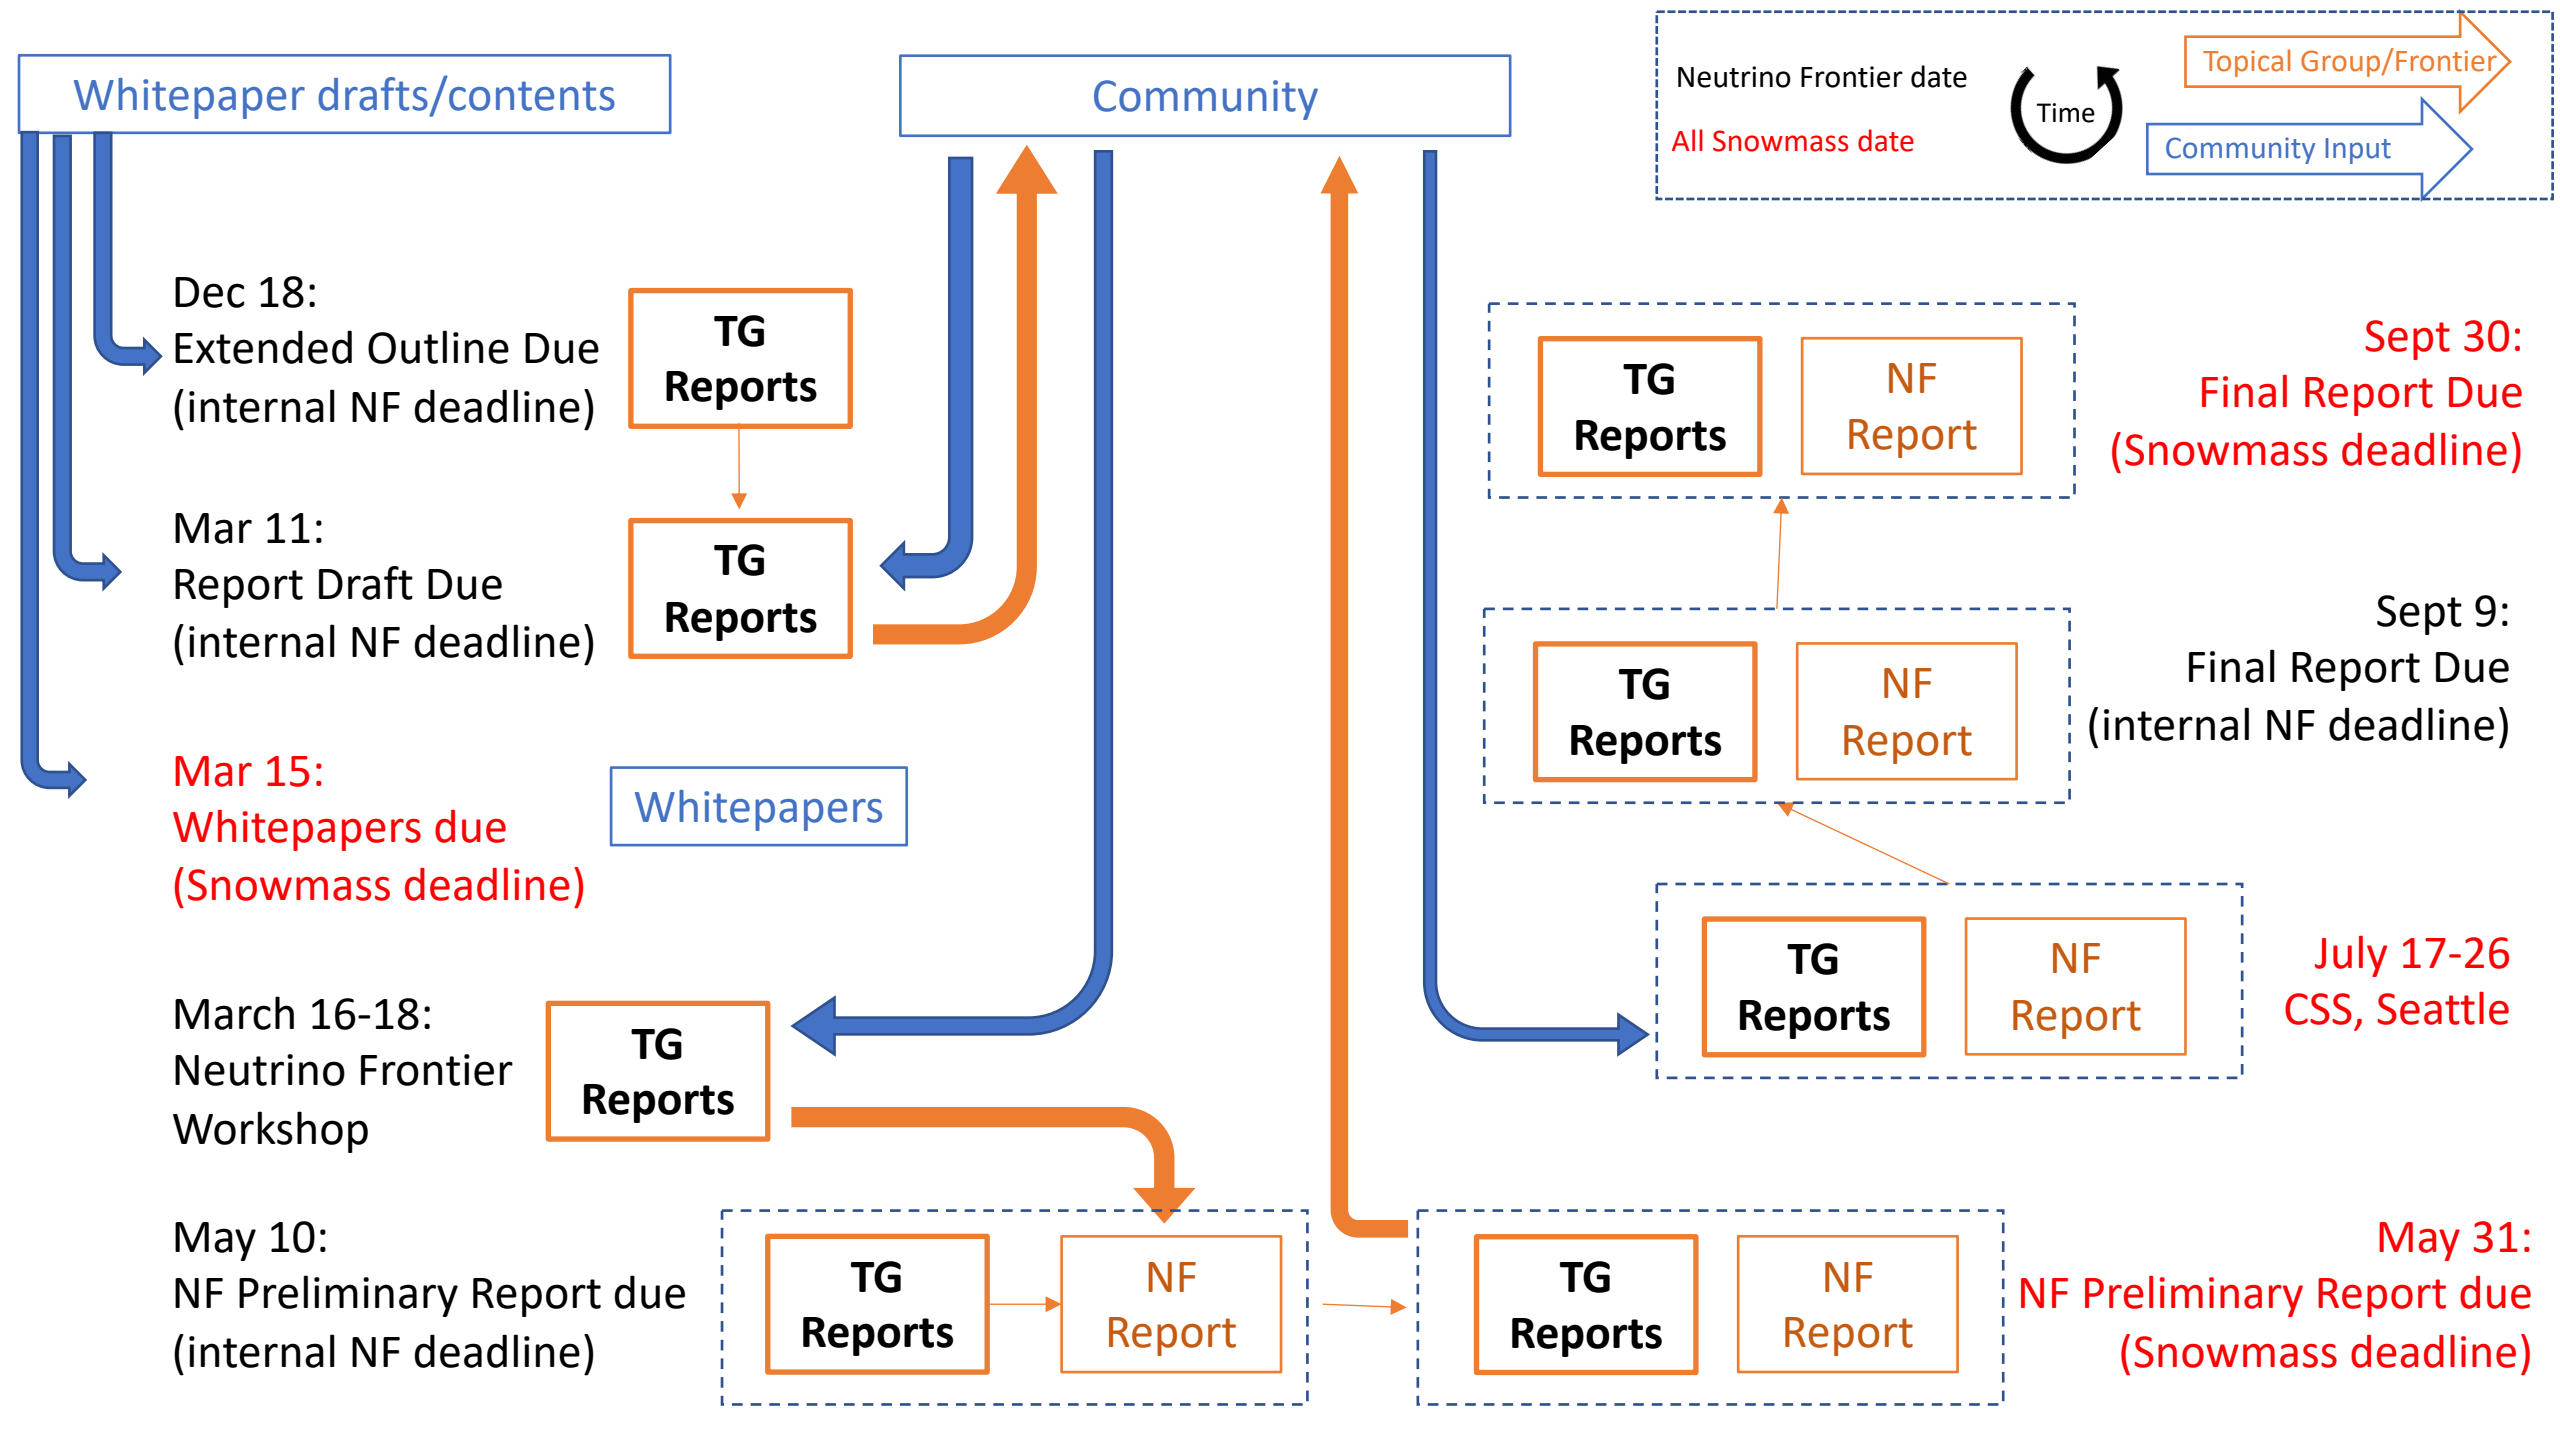 Whitepaper drafts/contents
Community
Neutrino Frontier date
All Snowmass date
Time
Topical Group/Frontier
Community Input
Dec 18:
Extended Outline Due
(internal NF deadline)
TG
Reports
Mar 11:
Report Draft Due
(internal NF deadline)
TG
Reports
Mar 15:
Whitepapers due
(Snowmass deadline)
Whitepapers
March 16-18:
Neutrino Frontier
Workshop
TG
Reports
May 10:
NF Preliminary Report due
(internal NF deadline)
TG
Reports
NF
Report
TG
Reports
NF
Report
May 31:
NF Preliminary Report due
(Snowmass deadline)
TG
Reports
NF
Report
July 17-26
CSS, Seattle
TG
Reports
NF
Report
Sept 9:
Final Report Due
(internal NF deadline)
TG
Reports
NF
Report
Sept 30:
Final Report Due
(Snowmass deadline)